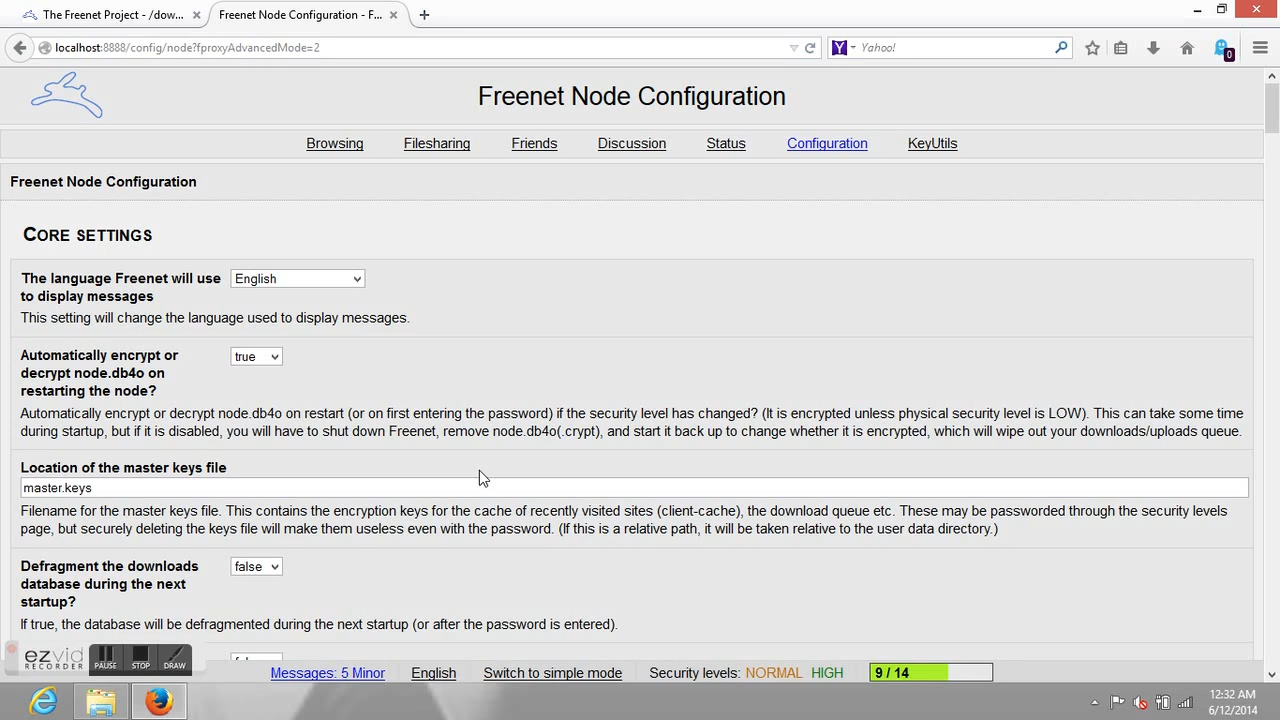 The Freenet Project - /dow...
Freenet Node Configuration - F...
localhost:8888/config/node?fproxyAdvancedMode=2
Yahoo!
0
Freenet Node Configuration
Browsing Filesharing Friends Discussion Status Configuration KeyUtils
Freenet Node Configuration
CORE SETTINGS
The language Freenet will use
to display messages
English
This setting will change the language used to display messages.
Automatically encrypt or
decrypt node.db4o on
restarting the node?
true
Automatically encrypt or decrypt node.db4o on restart (or on first entering the password) if the security level has changed? (It is encrypted unless physical security level is LOW). This can take some time
during startup, but if it is disabled, you will have to shut down Freenet, remove node.db4o(.crypt), and start it back up to change whether it is encrypted, which will wipe out your downloads/uploads queue.
Location of the master keys file
master.keys
Filename for the master keys file. This contains the encryption keys for the cache of recently visited sites (client-cache), the download queue etc. These may be passworded through the security levels
page, but securely deleting the keys file will make them useless even with the password. (If this is a relative path, it will be taken relative to the user data directory.)
Defragment the downloads
database during the next
startup?
false
If true, the database will be defragmented during the next startup (or after the password is entered).
ezvid
RECORDER
PAUSE STOP DRAW
Messages: 5 Minor English Switch to simple mode Security levels: NORMAL HIGH 9 / 14
12:32 AM
6/12/2014